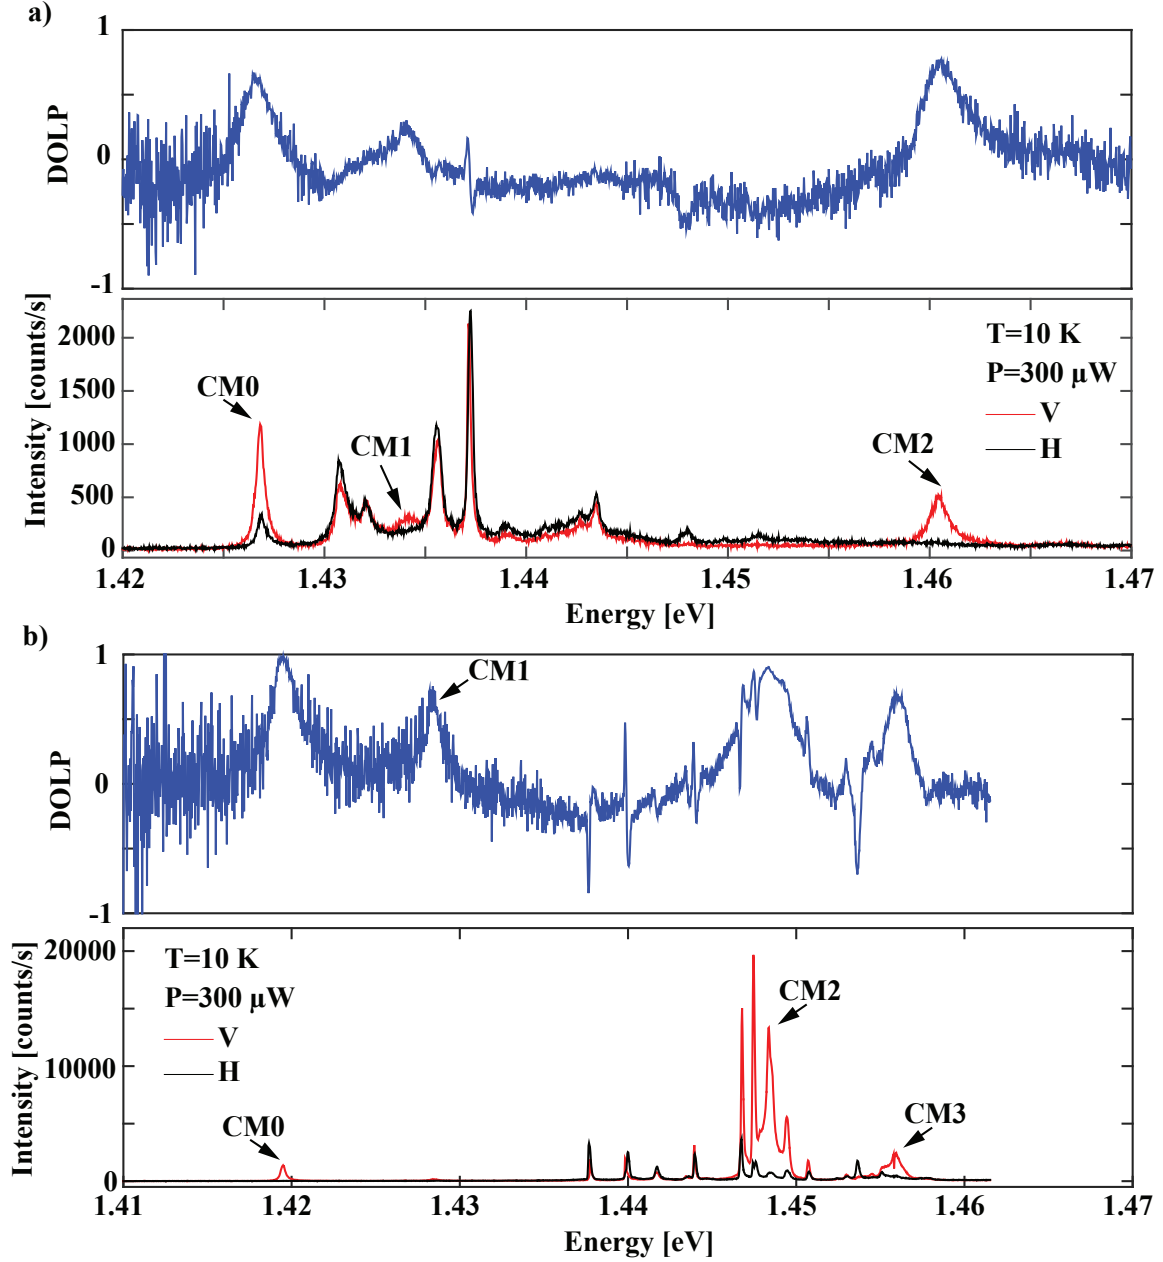 a)
1
0
-1
DOLP
2000
1500
1000
500
0
Intensity [counts/s]
CM0
CM1
CM2
T=10 K
P=300 µW
V
H
1.42
1.43
1.44
1.45
1.46
1.47
Energy [eV]
b)
1
0
-1
DOLP
CM1
20000
10000
0
Intensity [counts/s]
T=10 K
P=300 µW
V
H
CM0
CM2
CM3
1.41
1.42
1.43
1.44
1.45
1.46
1.47
Energy [eV]